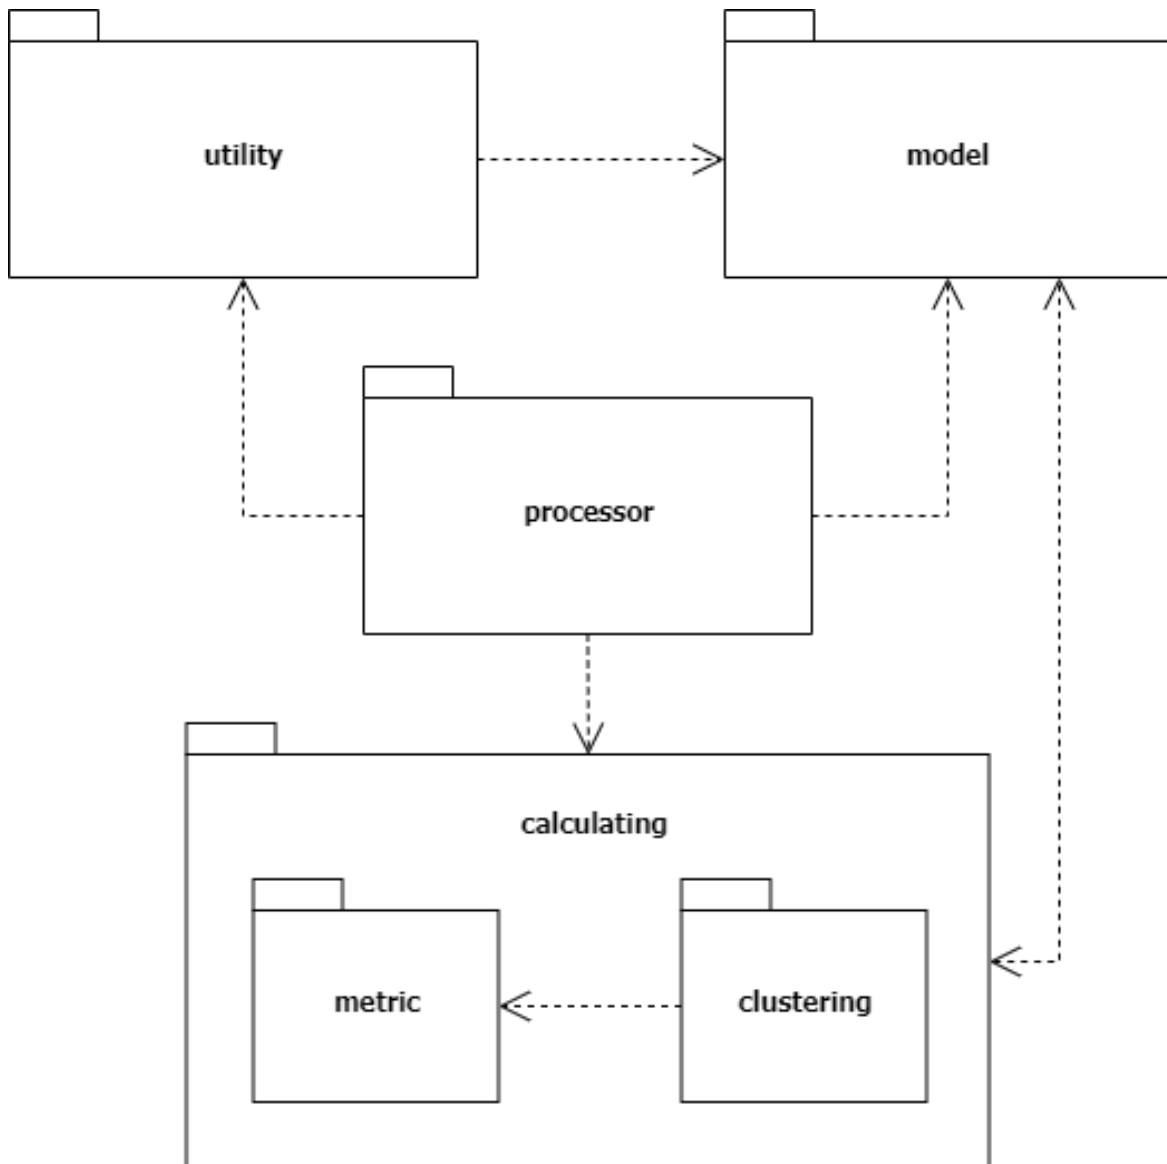 utility
model
processor
calculating
metric
clustering